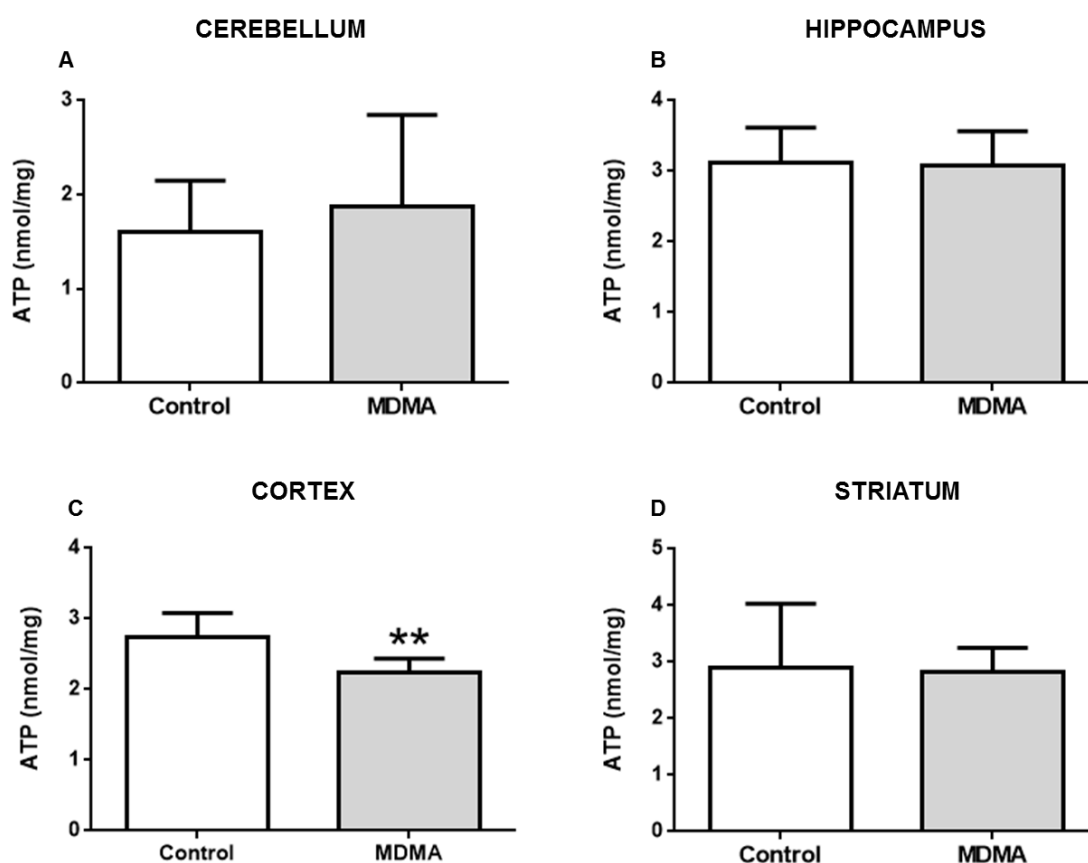 CEREBELLUM
A
3
2
1
0
ATP (nmol/mg)
Control
MDMA
HIPPOCAMPUS
B
4
3
2
1
0
ATP (nmol/mg)
Control
MDMA
CORTEX
C
4
3
2
1
0
ATP (nmol/mg)
**
Control
MDMA
STRIATUM
D
5
4
3
2
1
0
ATP (nmol/mg)
Control
MDMA